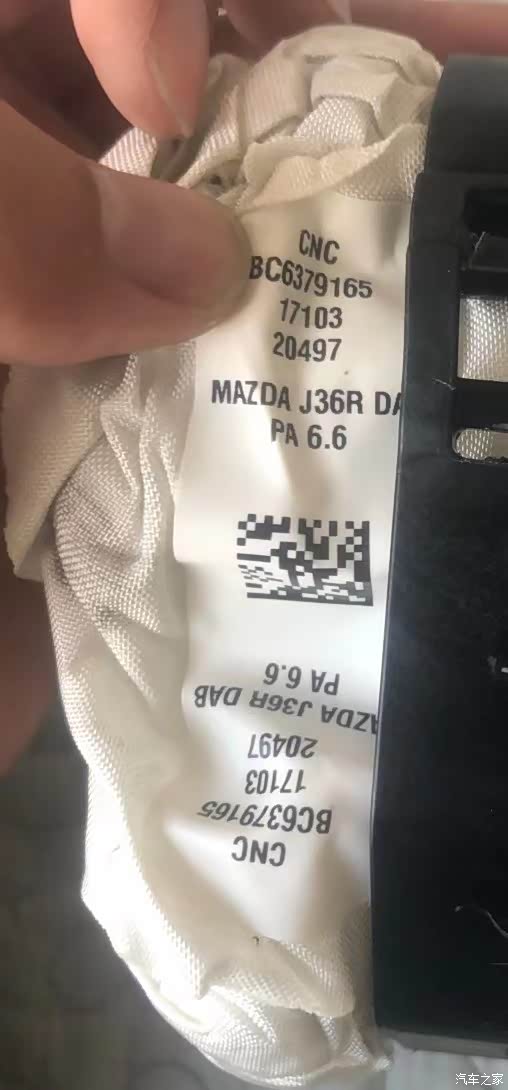 CNC
BC6379165
17103
20497
MAZDA J36R DA
PA 6.6
PA 6.6
AZDA J36R DAB
20497
17103
BC6379165
CNC
汽车之家